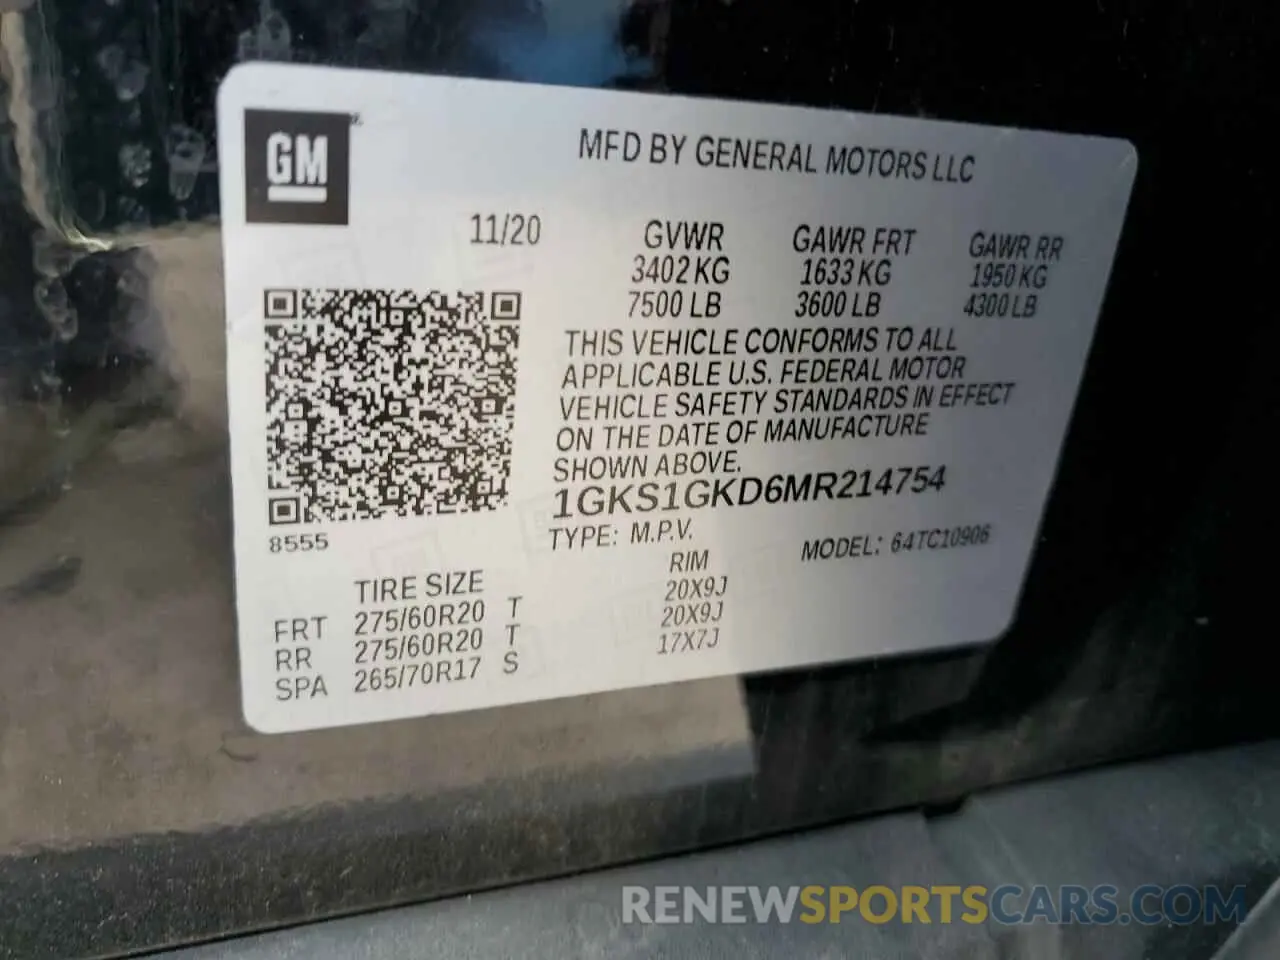 GM
MFD BY GENERAL MOTORS LLC
11/20
GVWR GAWR FRT GAWR RR
3402 KG 1633 KG 1950 KG
7500 LB 3600 LB 4300 LB
THIS VEHICLE CONFORMS TO ALL
APPLICABLE U.S. FEDERAL MOTOR
VEHICLE SAFETY STANDARDS IN EFFECT
ON THE DATE OF MANUFACTURE
SHOWN ABOVE.
1GKS1GKD6MR214754
8555
TYPE: M.P.V. MODEL: 64TC10906
TIRE SIZE RIM
FRT 275/60R20 T 20X9J
RR 275/60R20 T 20X9J
SPA 265/70R17 S 17X7J
RENEWSPORTSCARS.COM